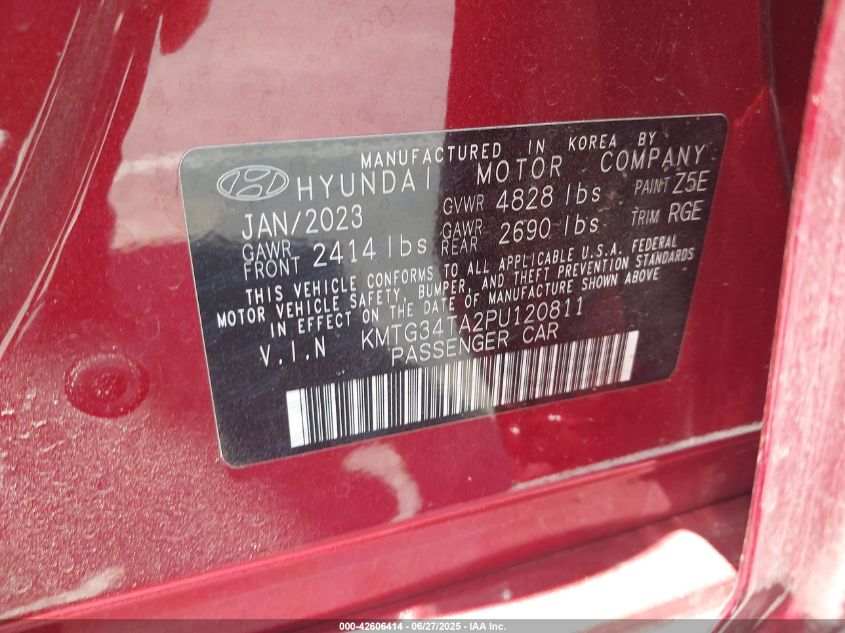 MANUFACTURED IN KOREA BY
HYUNDAI MOTOR COMPANY
JAN/2023 GVWR 4828 lbs PAINT Z5E
GAWR FRONT 2414 lbs GAWR REAR 2690 lbs TRIM RGE
THIS VEHICLE CONFORMS TO ALL APPLICABLE U.S.A. FEDERAL
MOTOR VEHICLE SAFETY, BUMPER, AND THEFT PREVENTION STANDARDS
IN EFFECT ON THE DATE OF MANUFACTURE SHOWN ABOVE
V.I.N KMTG34TA2PU120811
PASSENGER CAR
000-42606414 - 06/27/2025 - IAA Inc.